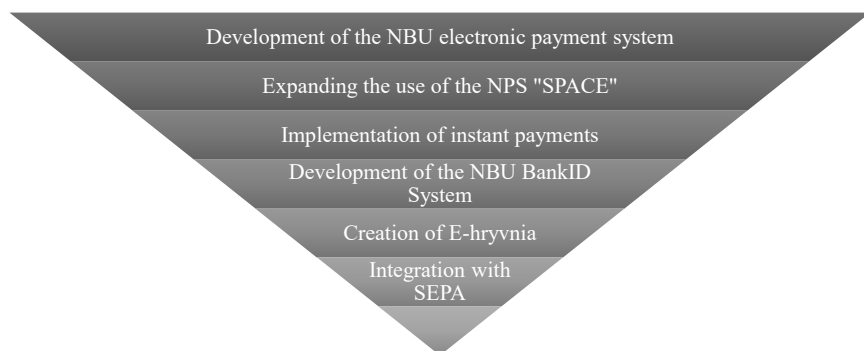 Development of the NBU electronic payment system
Expanding the use of the NPS "SPACE"
Implementation of instant payments
Development of the NBU BankID
System
Creation of E-hryvnia
Integration with
SEPA